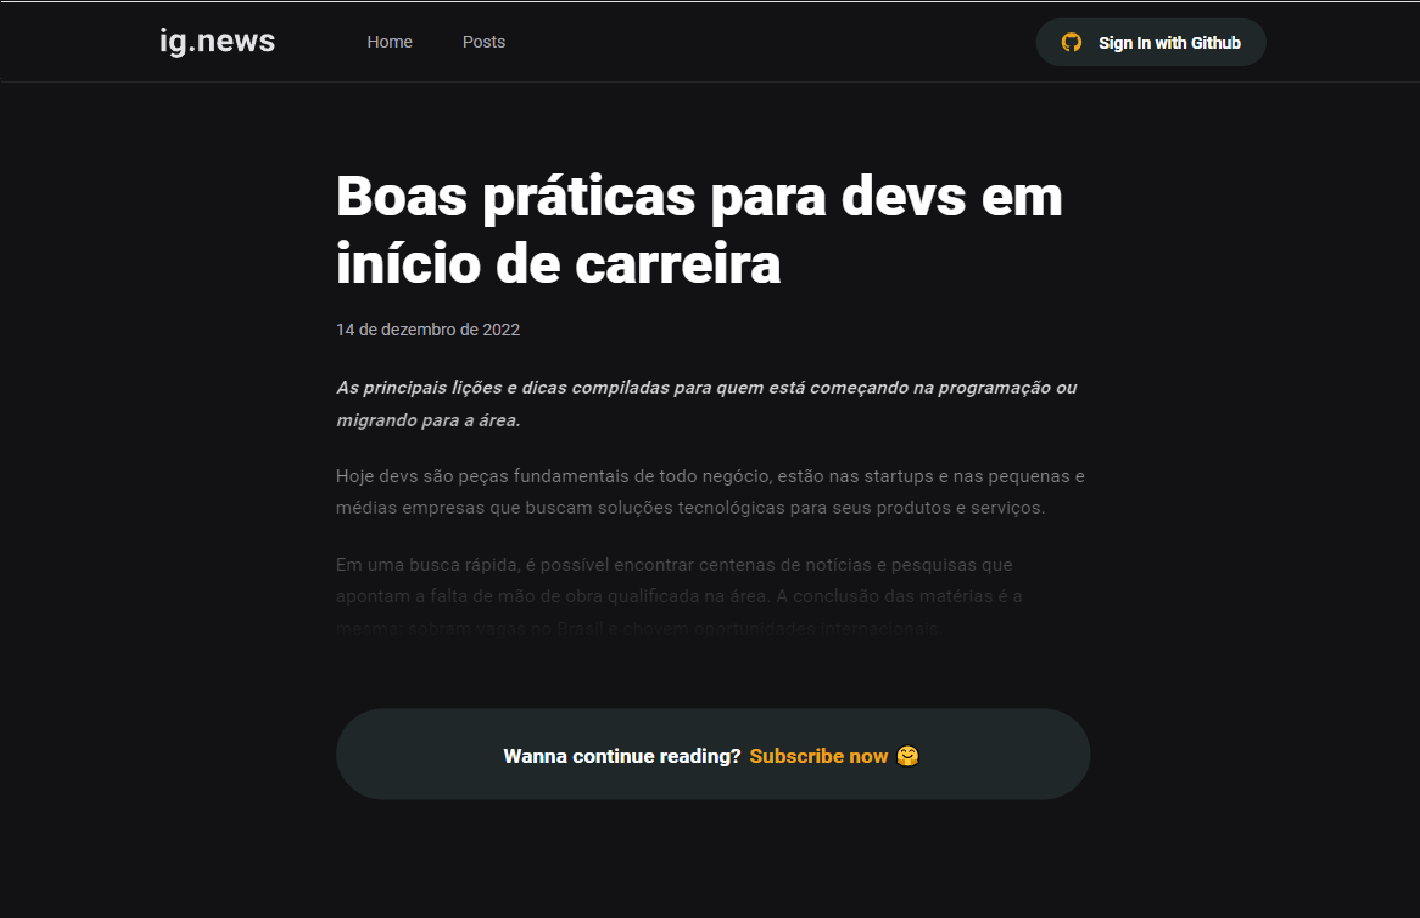 ig.news
Home
Posts
Sign In with Github
Boas práticas para devs em
início de carreira
14 de dezembro de 2022
As principais lições e dicas compiladas para quem está começando na programação ou
migrando para a área.
Hoje devs são peças fundamentais de todo negócio, estão nas startups e nas pequenas e
médias empresas que buscam soluções tecnológicas para seus produtos e serviços.
Em uma busca rápida, é possível encontrar centenas de notícias e pesquisas que
apontam a falta de mão de obra qualificada na área. A conclusão das matérias é a
mesma: sobram vagas no Brasil e chovem oportunidades internacionais.
Wanna continue reading? Subscribe now 🤗